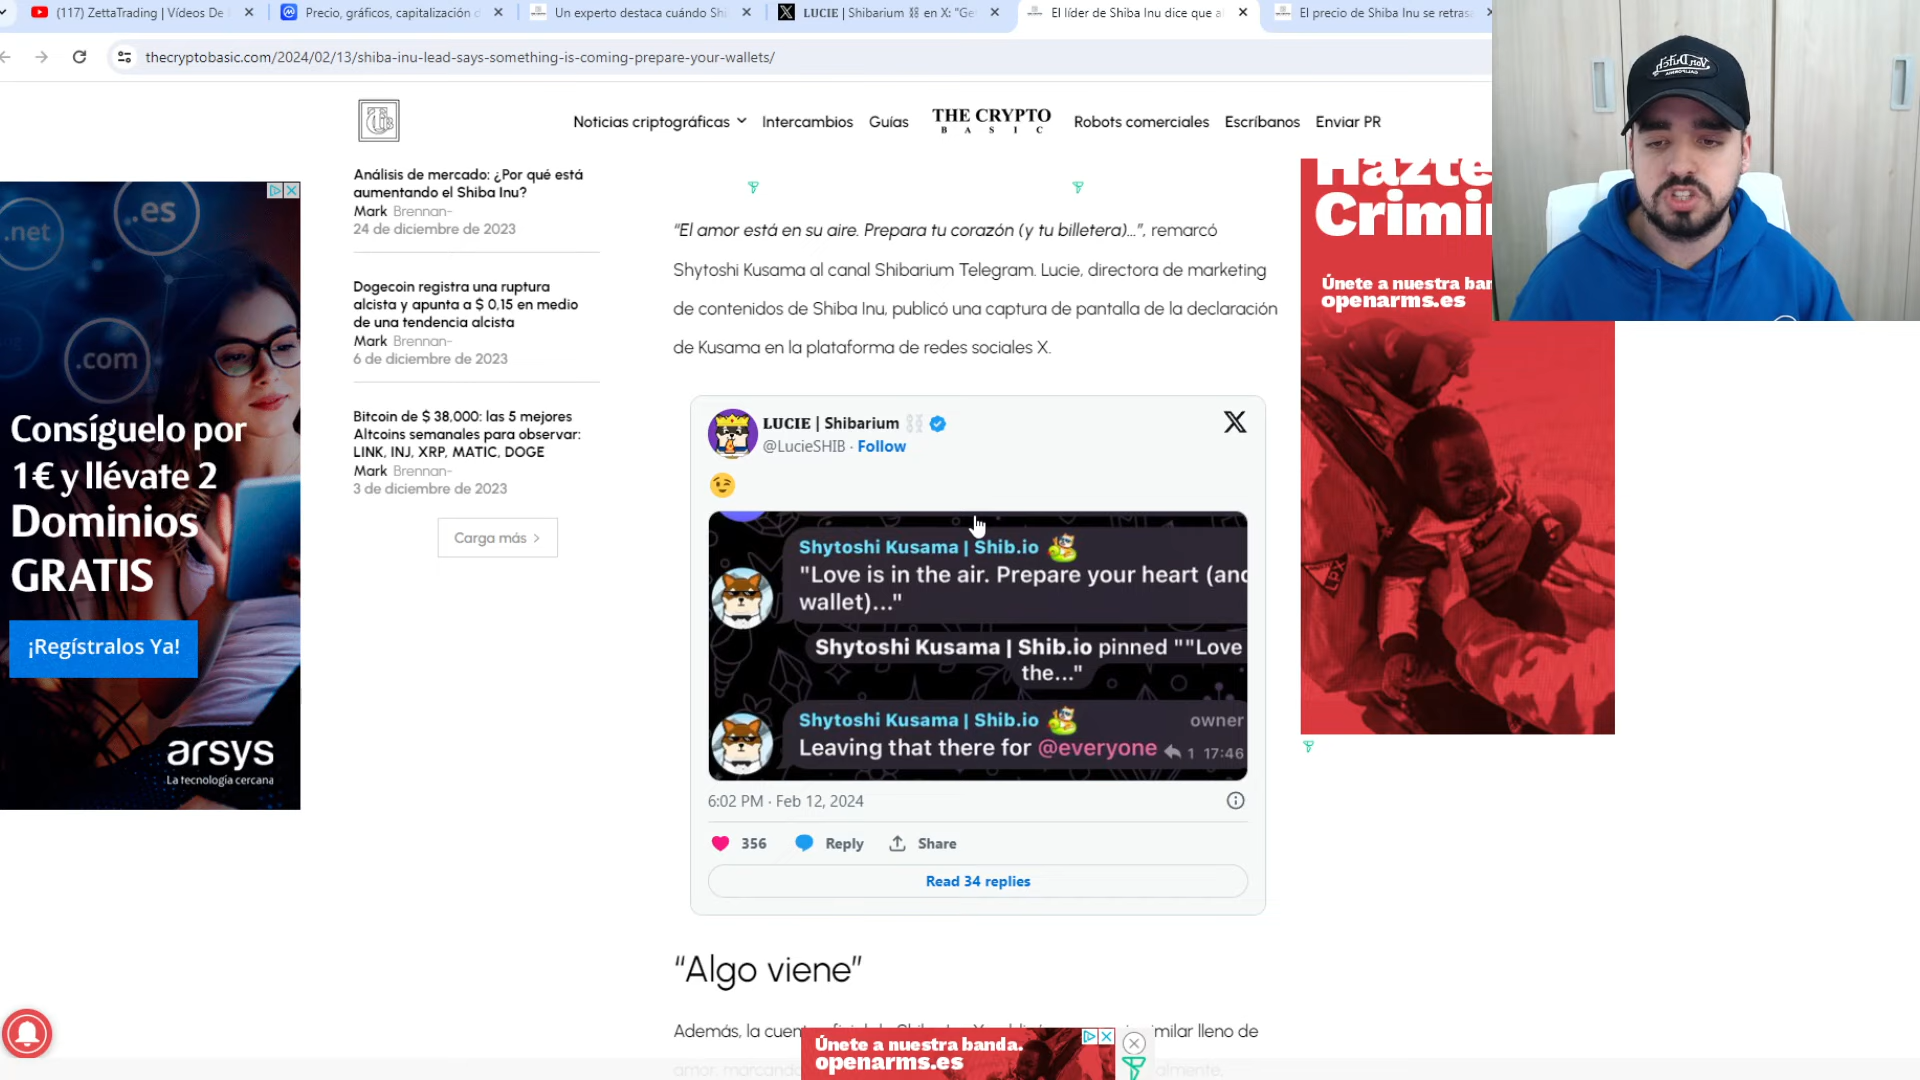 (117) ZettaTrading | Vídeos De
Precio, gráficos, capitalización d
Un experto destaca cuándo Shi
LUCIE | Shibarium ⛓ en X: "Ge
El líder de Shiba Inu dice que a
El precio de Shiba Inu se retrasa
thecryptobasic.com/2024/02/13/shiba-inu-lead-says-something-is-coming-prepare-your-wallets/
Noticias criptográficas
Intercambios
Guías
THE CRYPTO
BASIC
Robots comerciales
Escríbanos
Enviar PR
Von Dutch
Análisis de mercado: ¿Por qué está
aumentando el Shiba Inu?
Mark Brennan-
24 de diciembre de 2023
Dogecoin registra una ruptura
alcista y apunta a $ 0,15 en medio
de una tendencia alcista
Mark Brennan-
6 de diciembre de 2023
Bitcoin de $ 38,000: las 5 mejores
Altcoins semanales para observar:
LINK, INJ, XRP, MATIC, DOGE
Mark Brennan-
3 de diciembre de 2023
Carga más >
.net
.es
.com
Consíguelo por
1€ y llévate 2
Dominios
GRATIS
¡Regístralos Ya!
arsys
La tecnología cercana
“El amor está en su aire. Prepara tu corazón (y tu billetera)…”, remarcó
Shytoshi Kusama al canal Shibarium Telegram. Lucie, directora de marketing
de contenidos de Shiba Inu, publicó una captura de pantalla de la declaración
de Kusama en la plataforma de redes sociales X.
LUCIE | Shibarium ⛓
@LucieSHIB · Follow
😉
Shytoshi Kusama | Shib.io
"Love is in the air. Prepare your heart (and
wallet)..."
Shytoshi Kusama | Shib.io pinned ""Love
the..."
Shytoshi Kusama | Shib.io
owner
Leaving that there for @everyone
1 17:46
6:02 PM · Feb 12, 2024
356
Reply
Share
Read 34 replies
“Algo viene”
Además, la
imilar lleno de
amor,
Hazte
Crimi
Únete a nuestra ban
openarms.es
LPX
Únete a nuestra banda.
openarms.es